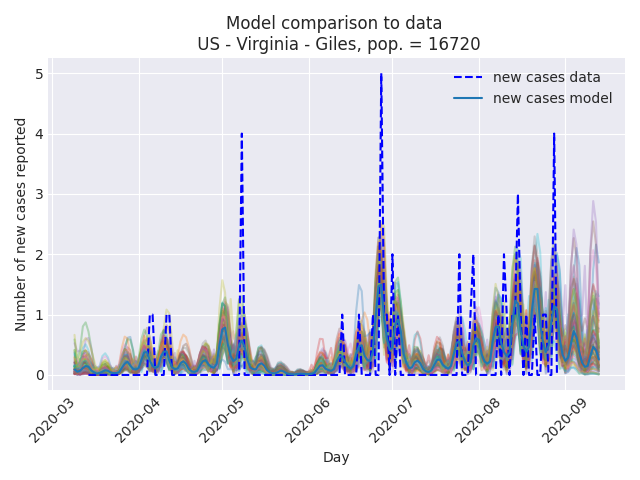 Model comparison to data
US - Virginia - Giles, pop. = 16720
new cases data
new cases model
Number of new cases reported
5
4
3
2
1
0
2020-03
2020-04
2020-05
2020-06
2020-07
2020-08
2020-09
Day